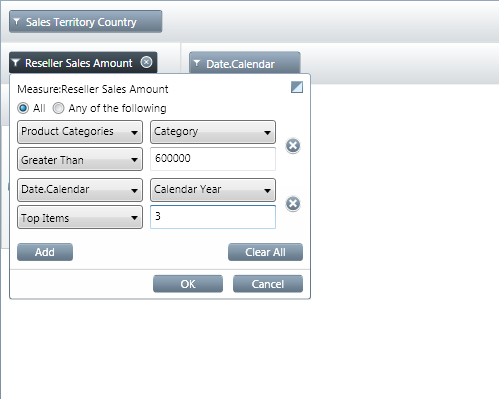 Sales Territory Country
Reseller Sales Amount
Date.Calendar
Measure:Reseller Sales Amount
All Any of the following
Product Categories Category
Greater Than 600000
Date.Calendar Calendar Year
Top Items 3
Add Clear All
OK Cancel